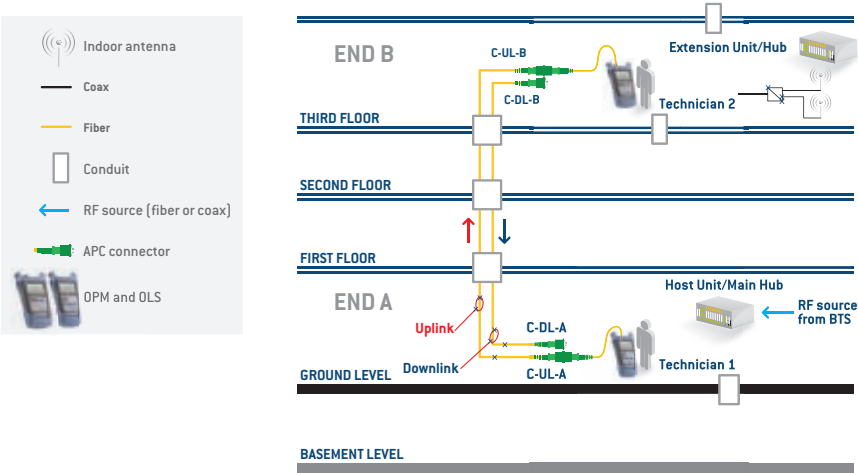 Indoor antenna
Coax
Fiber
Conduit
RF source (fiber or coax)
APC connector
OPM and OLS
END B
C-UL-B
C-DL-B
Extension Unit/Hub
Technician 2
THIRD FLOOR
SECOND FLOOR
FIRST FLOOR
END A
Host Unit/Main Hub
RF source
from BTS
Uplink
C-DL-A
Downlink
C-UL-A
Technician 1
GROUND LEVEL
BASEMENT LEVEL